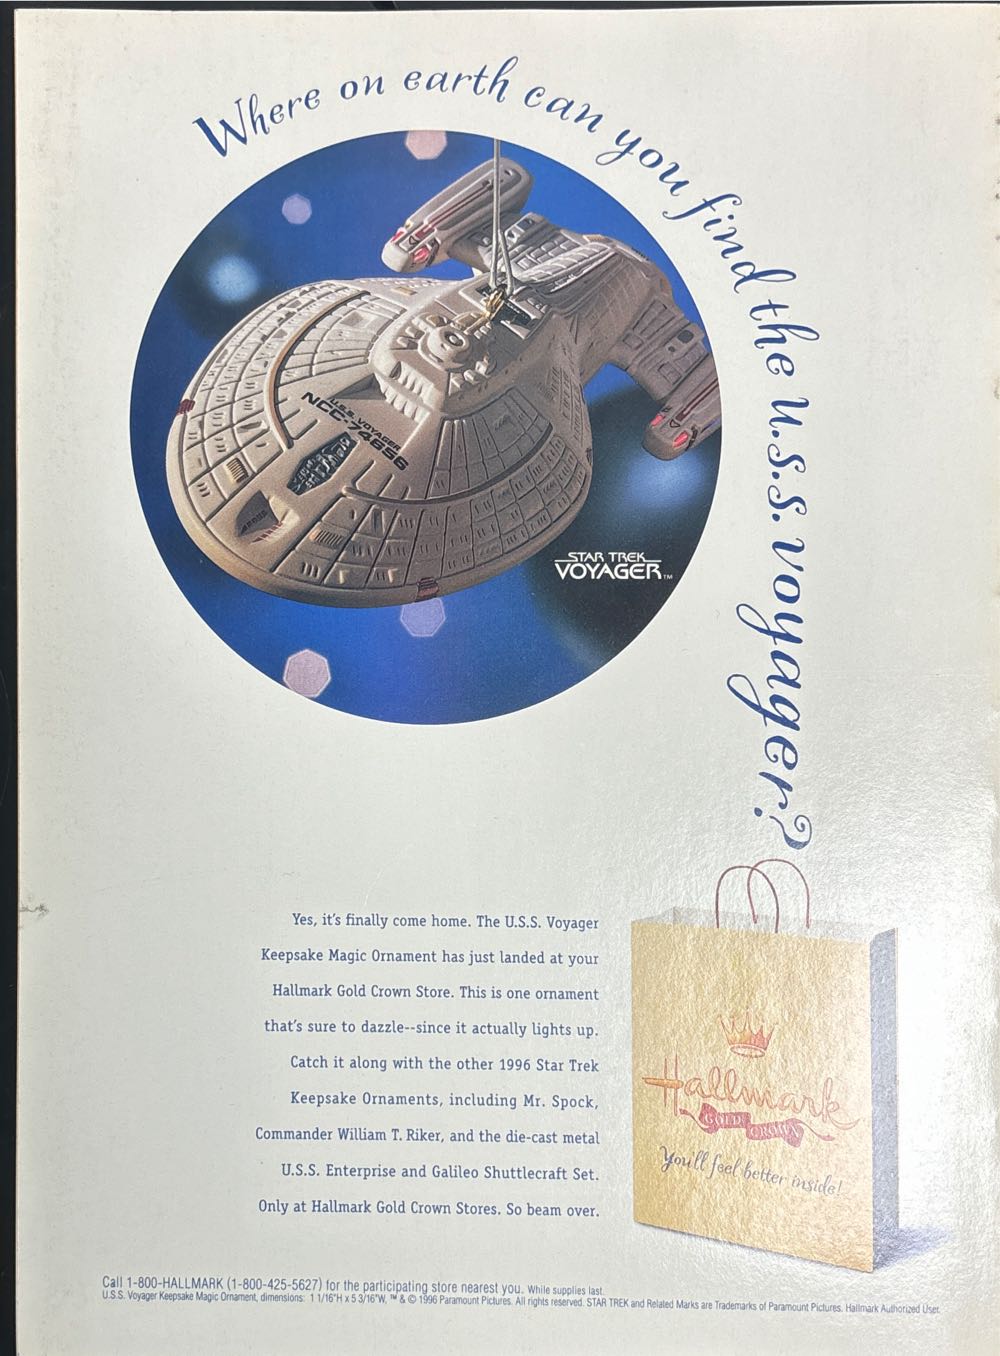 Where on earth can you find the U.S.S. Voyager?
U.S.S. VOYAGER
NCC-74656
STAR TREK
VOYAGER™
Yes, it's finally come home. The U.S.S. Voyager
Keepsake Magic Ornament has just landed at your
Hallmark Gold Crown Store. This is one ornament
that's sure to dazzle--since it actually lights up.
Catch it along with the other 1996 Star Trek
Keepsake Ornaments, including Mr. Spock,
Commander William T. Riker, and the die-cast metal
U.S.S. Enterprise and Galileo Shuttlecraft Set.
Only at Hallmark Gold Crown Stores. So beam over.
Hallmark
GOLD CROWN
You'll feel better inside!
Call 1-800-HALLMARK (1-800-425-5627) for the participating store nearest you. While supplies last.
U.S.S. Voyager Keepsake Magic Ornament, dimensions: 1 1/16"H x 5 3/16"W, ™ & © 1996 Paramount Pictures. All rights reserved. STAR TREK and Related Marks are Trademarks of Paramount Pictures. Hallmark Authorized User.